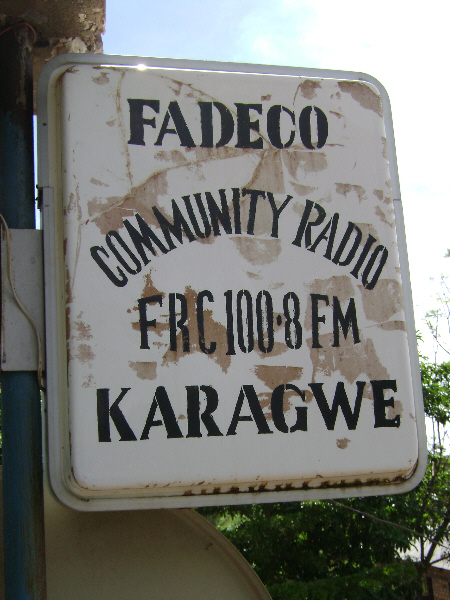 FADECO
COMMUNITY RADIO
FRC 100.8 FM
KARAGWE